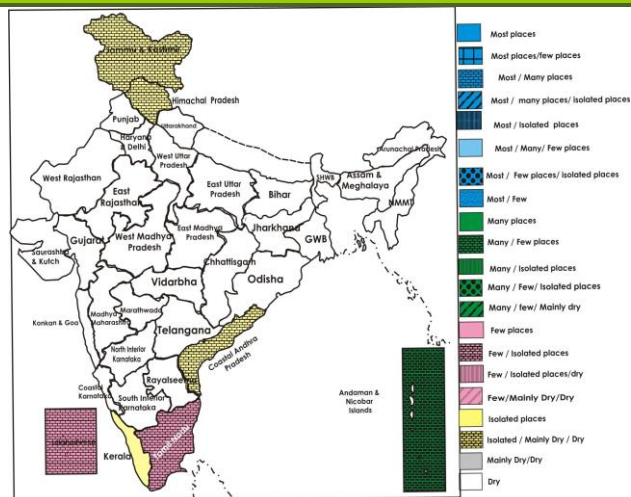 Jammu & Kashmir
Himachal Pradesh
Punjab
Uttarakhand
Haryana
& Delhi
West Uttar
Pradesh
Arunachal Pradesh
West Rajasthan
East
Rajasthan
East Uttar
Pradesh
Bihar
SHWB
Assam &
Meghalaya
NMMT
Gujarat
Saurashtra
& Kutch
West Madhya
Pradesh
East Madhya
Pradesh
Jharkhand
GWB
Chhattisgarh
Odisha
Vidarbha
Madhya
Maharashtra
Marathwada
Konkan & Goa
Telangana
North Interior
Karnataka
Coastal Andhra
Pradesh
Rayalseema
Coastal
Karnataka
South Interior
Karnataka
Andaman &
Nicobar
Islands
Kerala
Tamil Nadu
Most places
Most places/few places
Most / Many places
Most / many places/ isolated places
Most / Isolated places
Most / Many/ Few places
Most / Few places/isolated places
Most / Few
Many places
Many / Few places
Many / Isolated places
Many / Few/ Isolated places
Many / few/ Mainly dry
Few places
Few / Isolated places
Few / Isolated places/dry
Few/Mainly Dry/Dry
Isolated places
Isolated / Mainly Dry / Dry
Mainly Dry/Dry
Dry